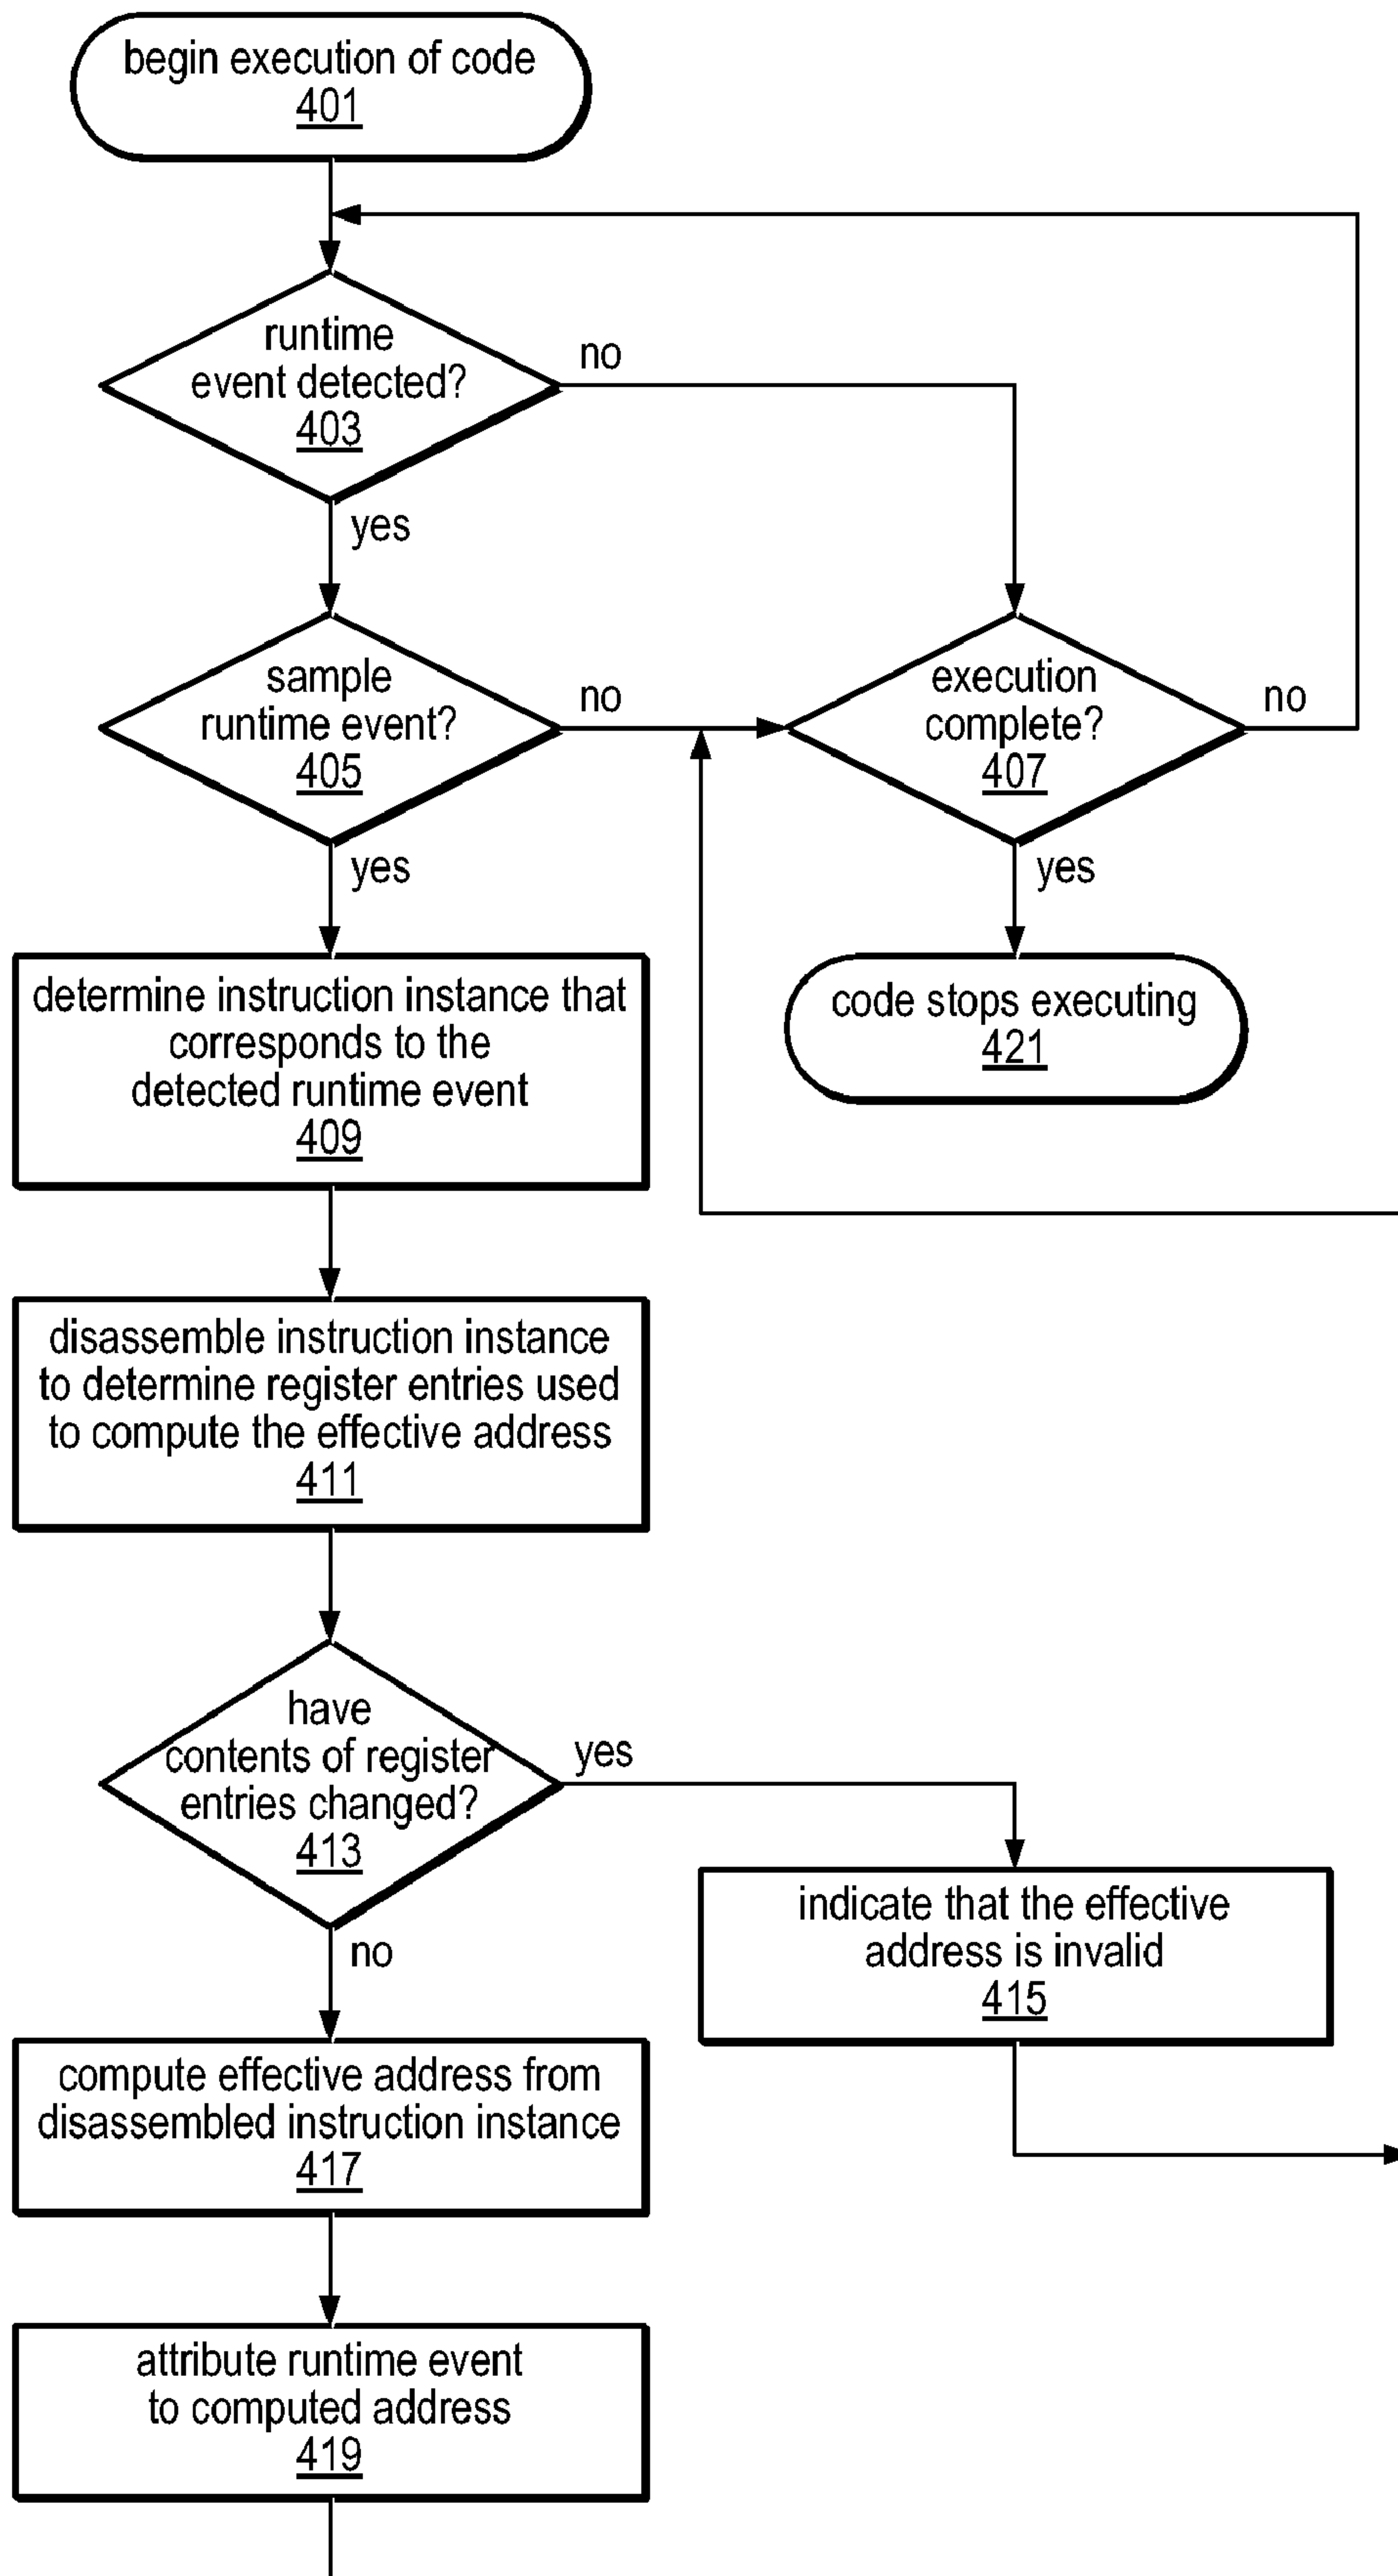 begin execution of code
401
runtime
event detected?
403
no
yes
sample
runtime event?
405
no
execution
complete?
407
no
yes
yes
determine instruction instance that
corresponds to the
detected runtime event
409
code stops executing
421
disassemble instruction instance
to determine register entries used
to compute the effective address
411
have
contents of register
entries changed?
413
yes
no
indicate that the effective
address is invalid
415
compute effective address from
disassembled instruction instance
417
attribute runtime event
to computed address
419